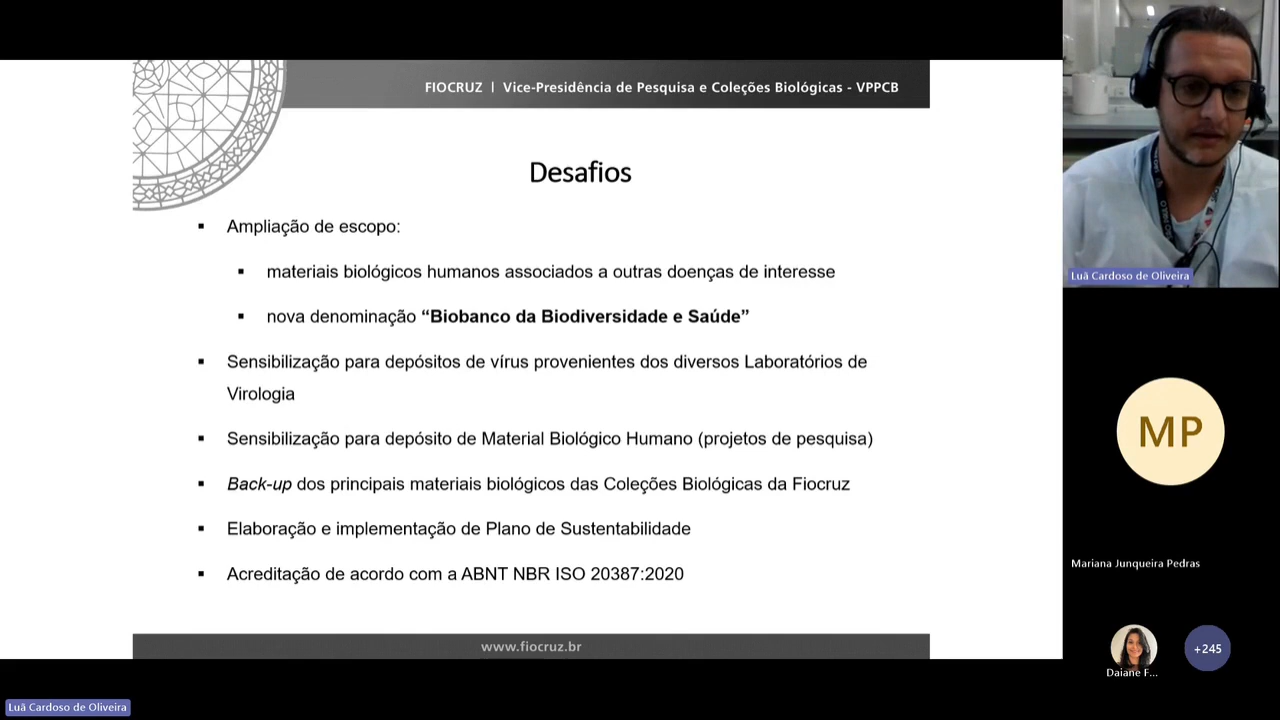 FIOCRUZ | Vice-Presidência de Pesquisa e Coleções Biológicas - VPPCB
Desafios
▪ Ampliação de escopo:
▪ materiais biológicos humanos associados a outras doenças de interesse
▪ nova denominação “Biobanco da Biodiversidade e Saúde”
▪ Sensibilização para depósitos de vírus provenientes dos diversos Laboratórios de
Virologia
▪ Sensibilização para depósito de Material Biológico Humano (projetos de pesquisa)
▪ Back-up dos principais materiais biológicos das Coleções Biológicas da Fiocruz
▪ Elaboração e implementação de Plano de Sustentabilidade
▪ Acreditação de acordo com a ABNT NBR ISO 20387:2020
www.fiocruz.br
Luã Cardoso de Oliveira
MP
Mariana Junqueira Pedras
Daiane F...
+245
Luã Cardoso de Oliveira